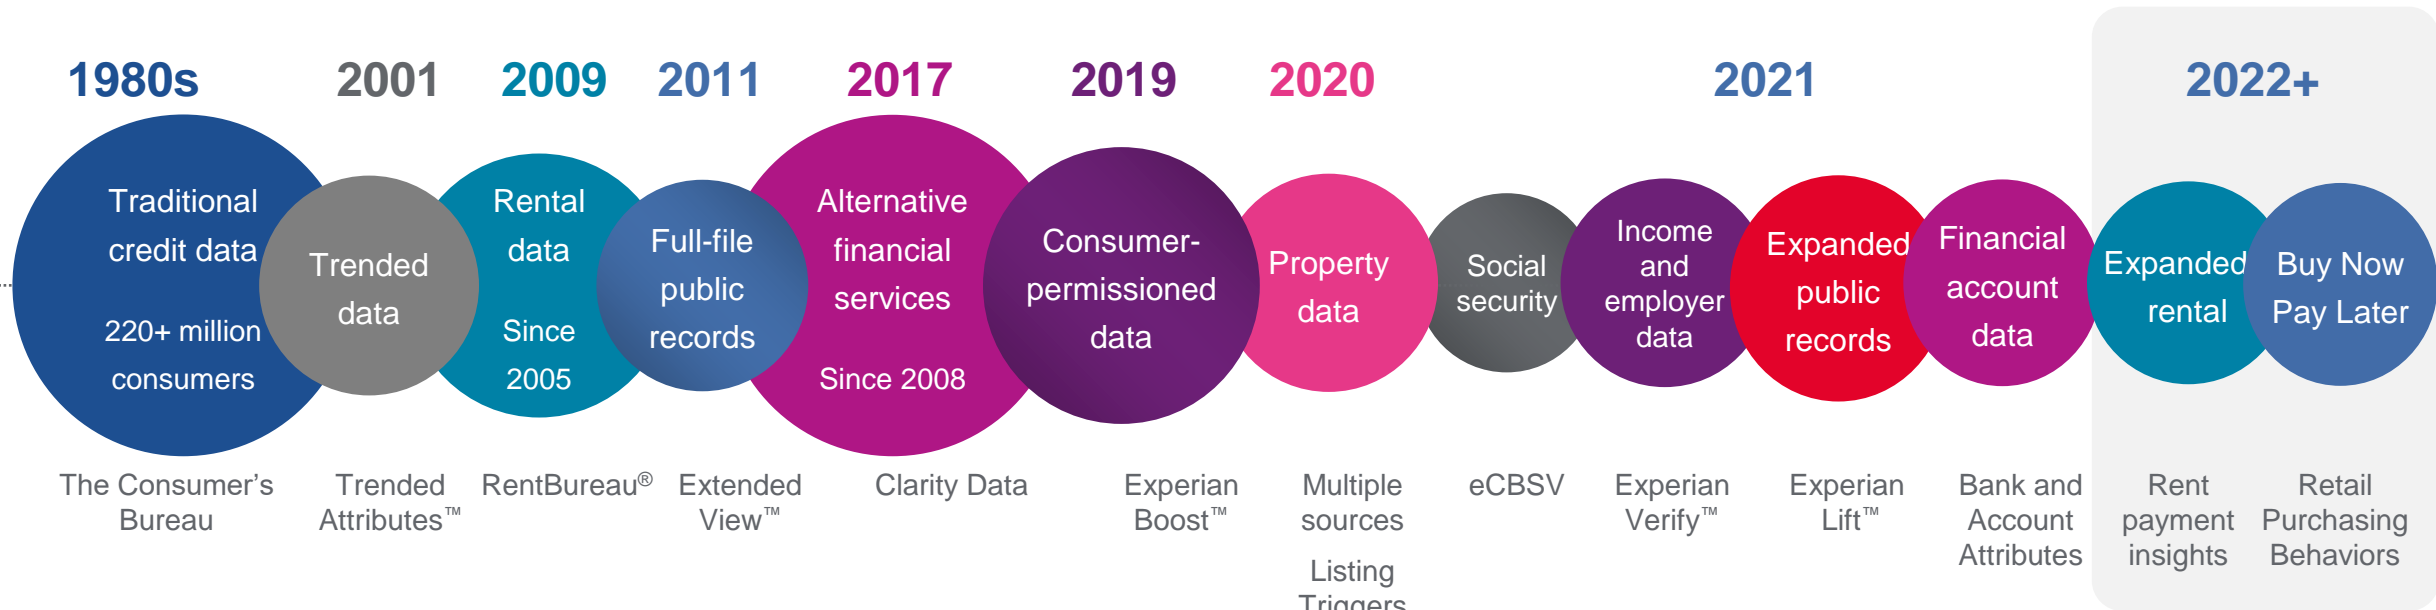 1980s
2001
2009
2011
2017
2019
2020
2021
2022+
Traditional
credit data
220+ million
consumers
Trended
data
Rental
data
Since
2005
Full-file
public
records
Alternative
financial
services
Since 2008
Consumer-
permissioned
data
Property
data
Social
security
Income
and
employer
data
Expanded
public
records
Financial
account
data
Expanded
rental
Buy Now
Pay Later
The Consumer’s
Bureau
Trended
Attributes™
RentBureau®
Extended
View™
Clarity Data
Experian
Boost™
Multiple
sources
Listing
Triggers
eCBSV
Experian
Verify™
Experian
Lift™
Bank and
Account
Attributes
Rent
payment
insights
Retail
Purchasing
Behaviors